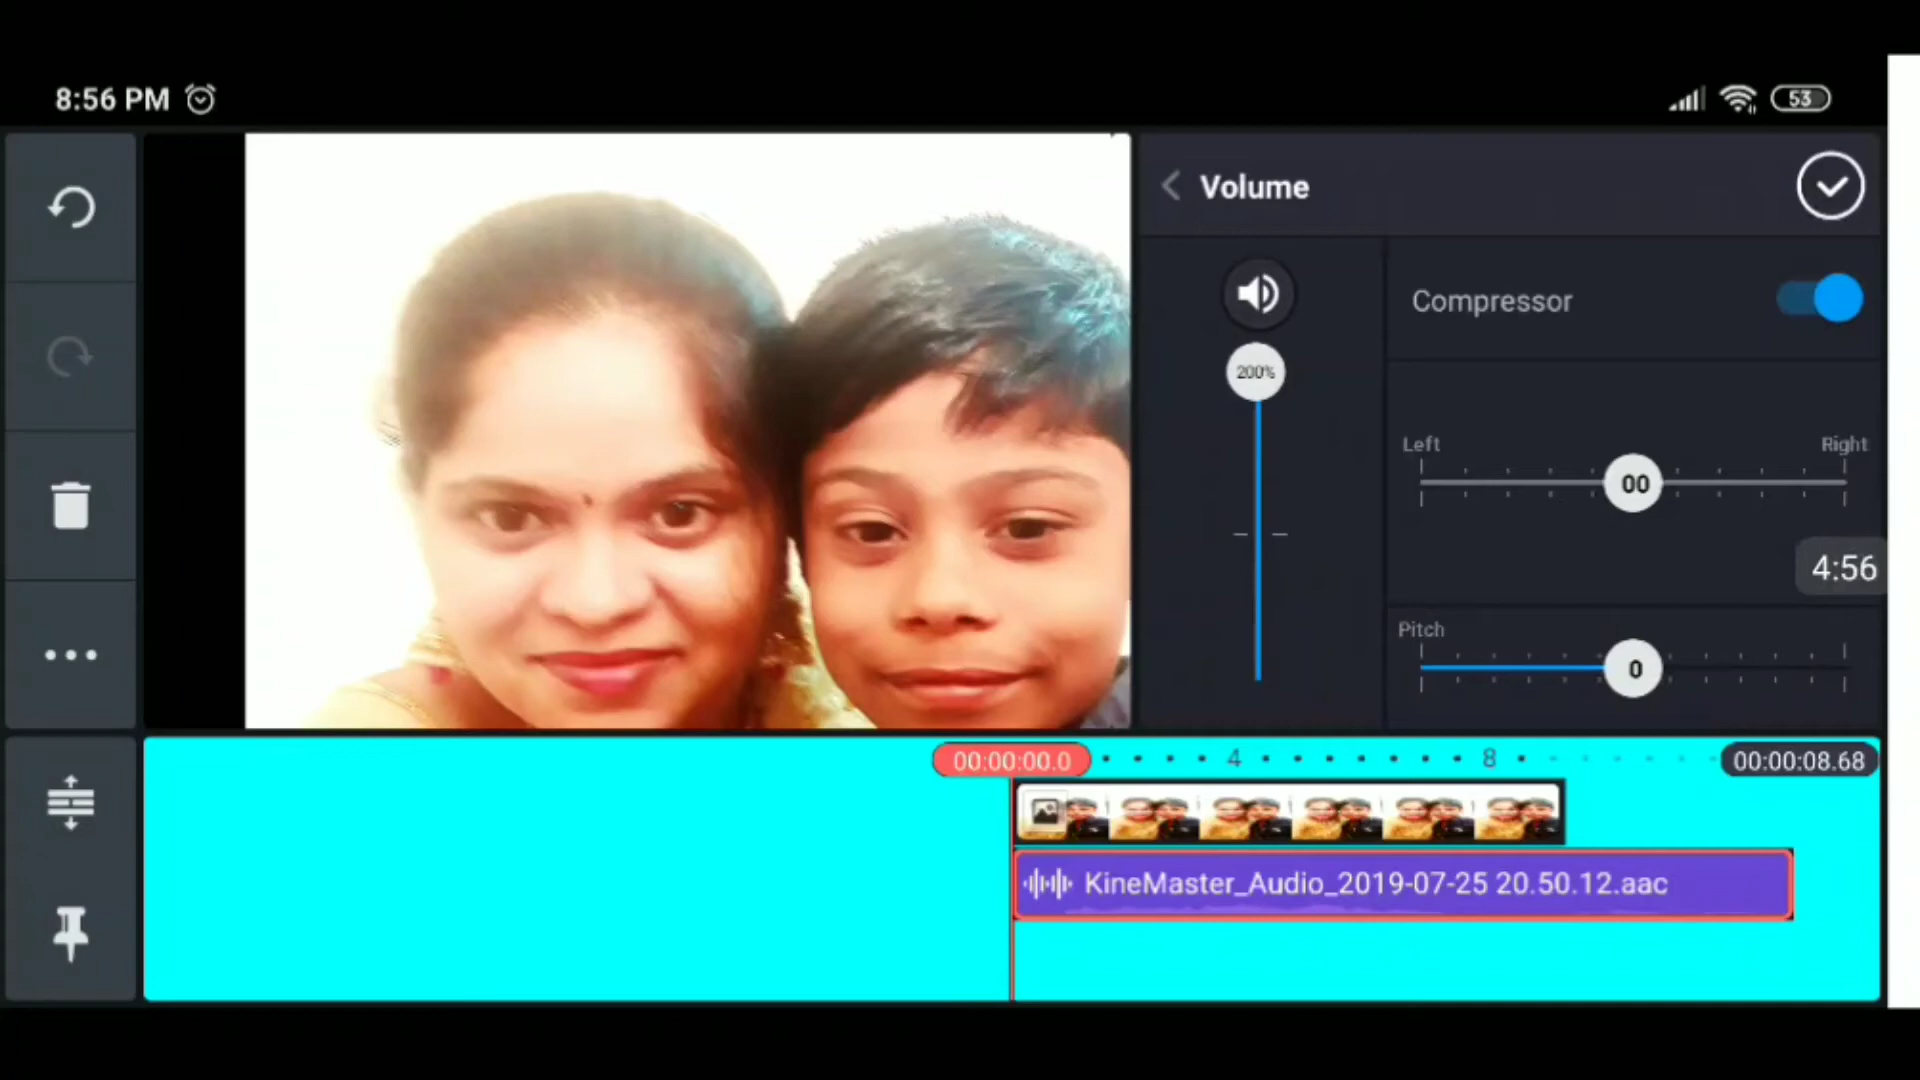 8:56 PM
53
Volume
200%
Compressor
Left
Right
00
4:56
Pitch
0
00:00:00.0
4
8
00:00:08.68
KineMaster_Audio_2019-07-25 20.50.12.aac